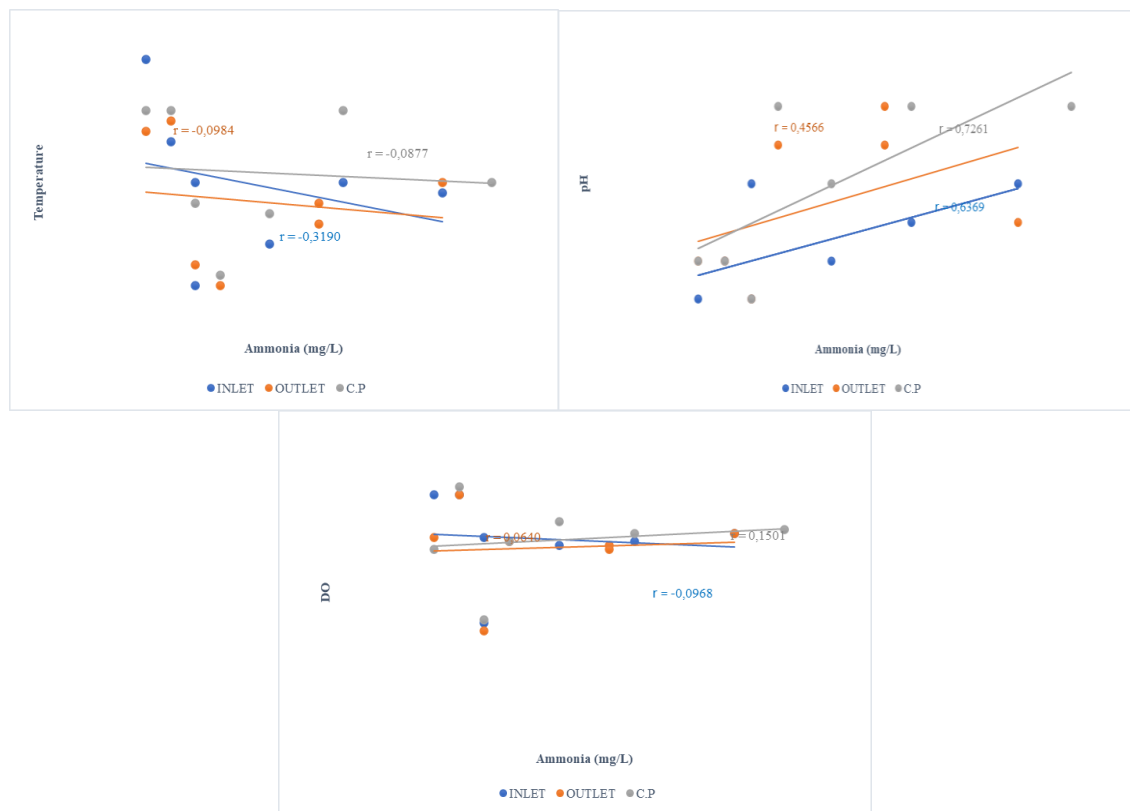 r = -0,0984
r = -0,0877
Temperature
r = -0,3190
Ammonia (mg/L)
INLET OUTLET C.P
r = 0,4566
r = 0,7261
pH
r = 0,6369
Ammonia (mg/L)
INLET OUTLET C.P
r = 0,0640
r = 0,1501
DO
r = -0,0968
Ammonia (mg/L)
INLET OUTLET C.P